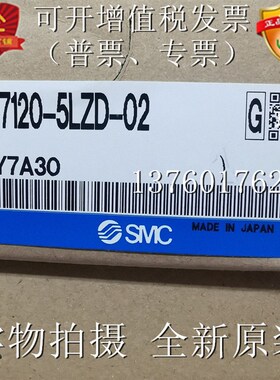 可开增值税发票
（普票、专票）
7120-5LZD-02
G
Y7A30
137601762
SMC
MADE IN JAPAN
实物拍摄 全新原装